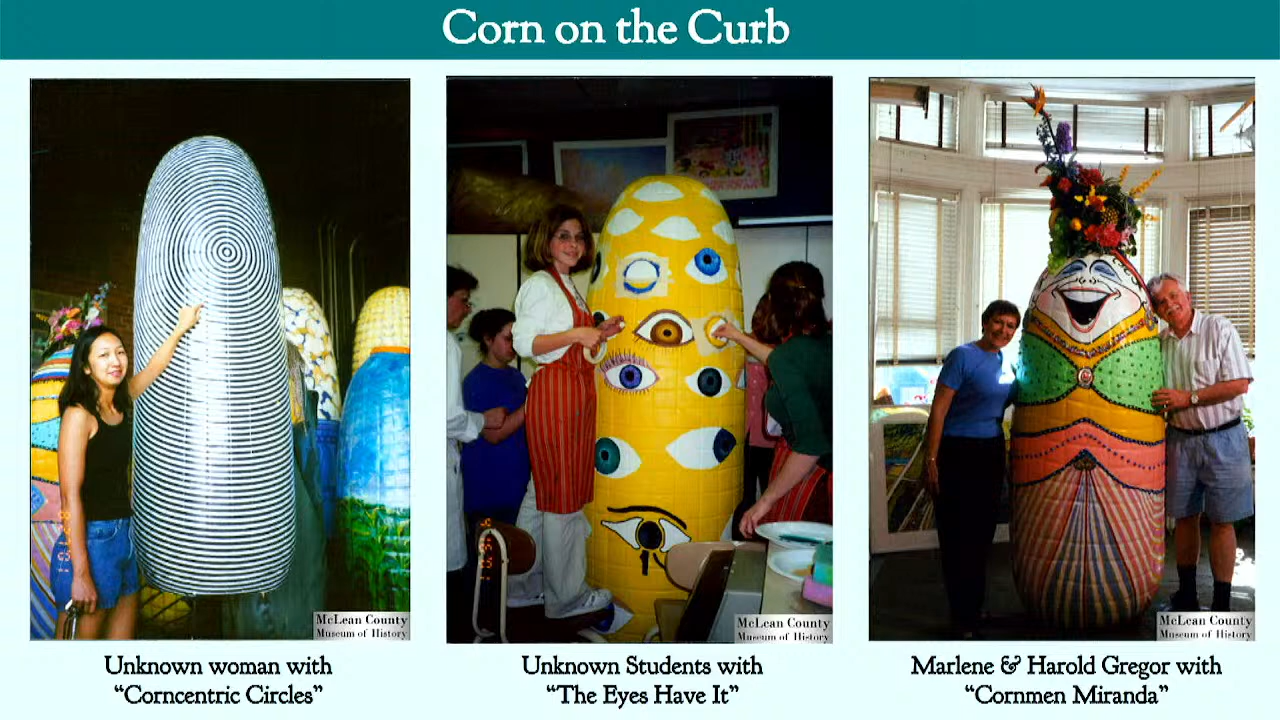 Corn on the Curb
McLean County
Museum of History
McLean County
Museum of History
McLean County
Museum of History
Unknown woman with
“Corncentric Circles”
Unknown Students with
“The Eyes Have It”
Marlene & Harold Gregor with
“Cornmen Miranda”